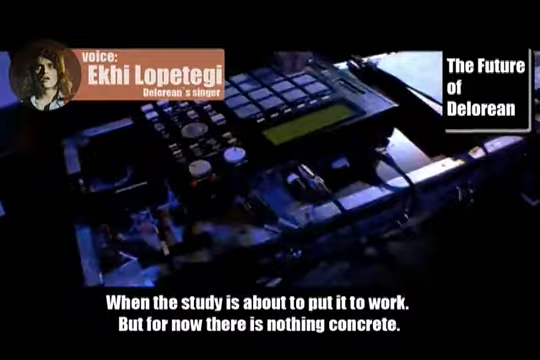 voice:
Ekhi Lopetegi
Delorean`s singer
The Future
of
Delorean
When the study is about to put it to work.
But for now there is nothing concrete.